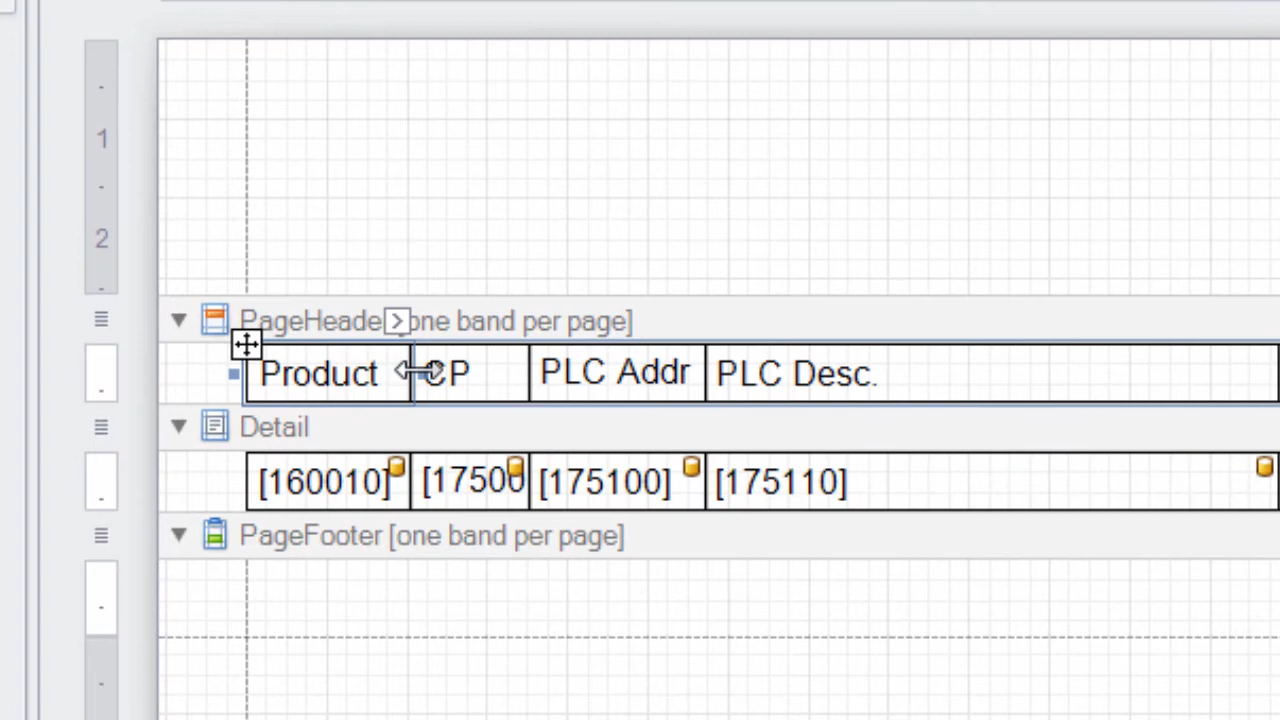 1
2
PageHeade [one band per page]
Product CP PLC Addr PLC Desc.
Detail
[160010] [17500 [175100] [175110]
PageFooter [one band per page]